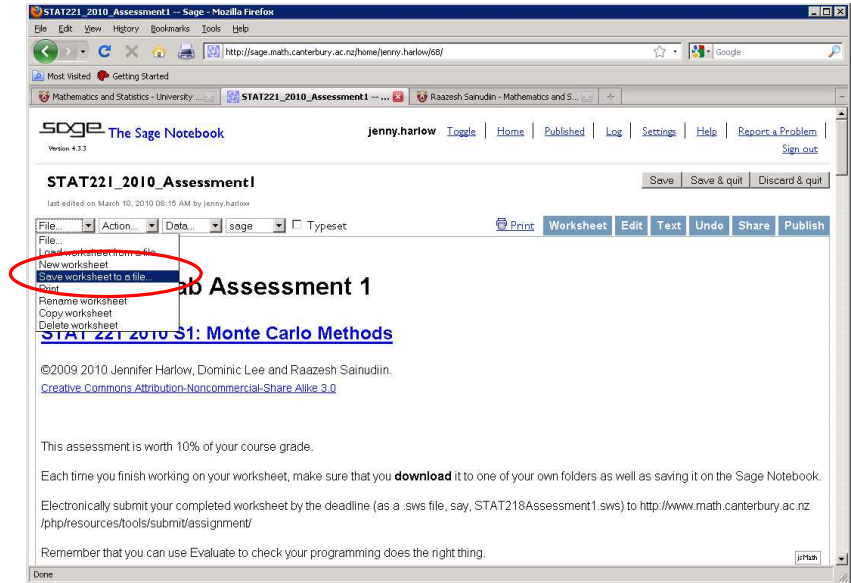 STAT221_2010_Assessment1 -- Sage - Mozilla Firefox
File Edit View History Bookmarks Tools Help
http://sage.math.canterbury.ac.nz/home/jenny.harlow/68/
Google
Most Visited Getting Started
Mathematics and Statistics - University ...
STAT221_2010_Assessment1 -- ...
Raazesh Sainudiin - Mathematics and S...
sage The Sage Notebook
Version 4.3.3
jenny.harlow Toggle | Home | Published | Log | Settings | Help | Report a Problem |
Sign out
STAT221_2010_Assessment1
Save Save & quit Discard & quit
last edited on March 10, 2010 08:15 AM by jenny.harlow
File... Action... Data... sage Typeset
Print Worksheet Edit Text Undo Share Publish
File...
Load worksheet from a file...
New worksheet
Save worksheet to a file...
Print
Rename worksheet
Copy worksheet
Delete worksheet
ab Assessment 1
STAT 221 2010 S1: Monte Carlo Methods
©2009 2010 Jennifer Harlow, Dominic Lee and Raazesh Sainudiin.
Creative Commons Attribution-Noncommercial-Share Alike 3.0
This assessment is worth 10% of your course grade.
Each time you finish working on your worksheet, make sure that you download it to one of your own folders as well as saving it on the Sage Notebook.
Electronically submit your completed worksheet by the deadline (as a .sws file, say, STAT218Assessment1.sws) to http://www.math.canterbury.ac.nz
/php/resources/tools/submit/assignment/
Remember that you can use Evaluate to check your programming does the right thing.
jsMath
Done